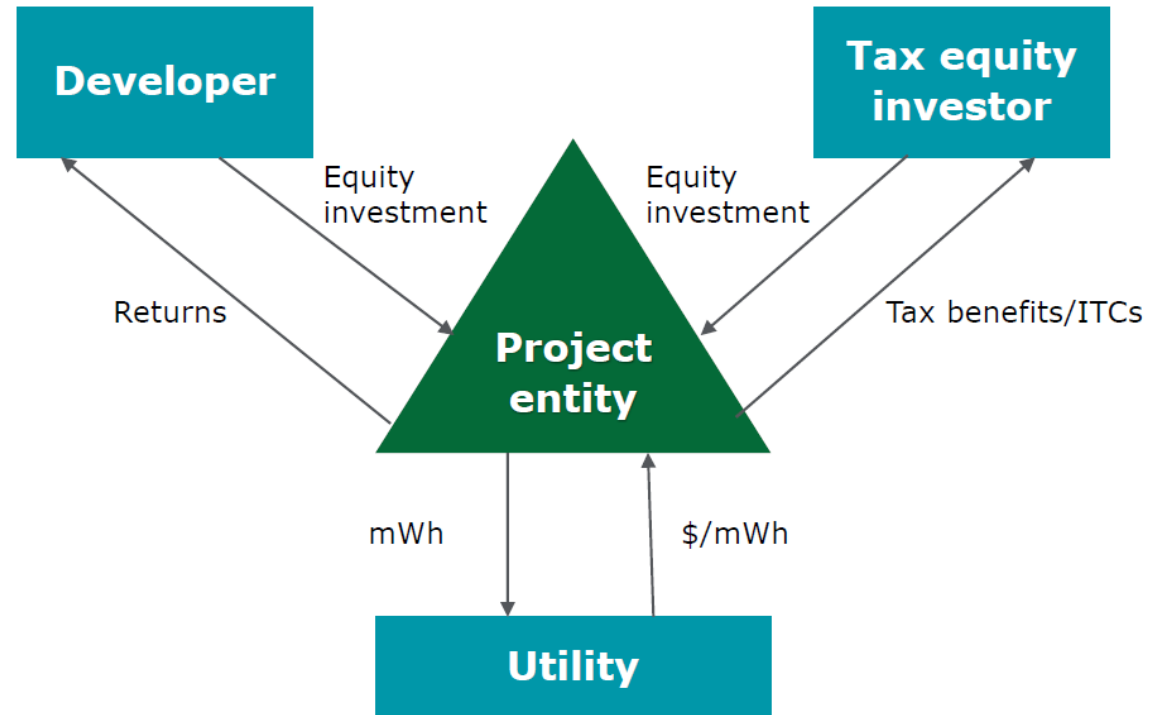 Developer
Tax equity
investor
Equity
investment
Equity
investment
Returns
Tax benefits/ITCs
Project
entity
mWh
$/mWh
Utility